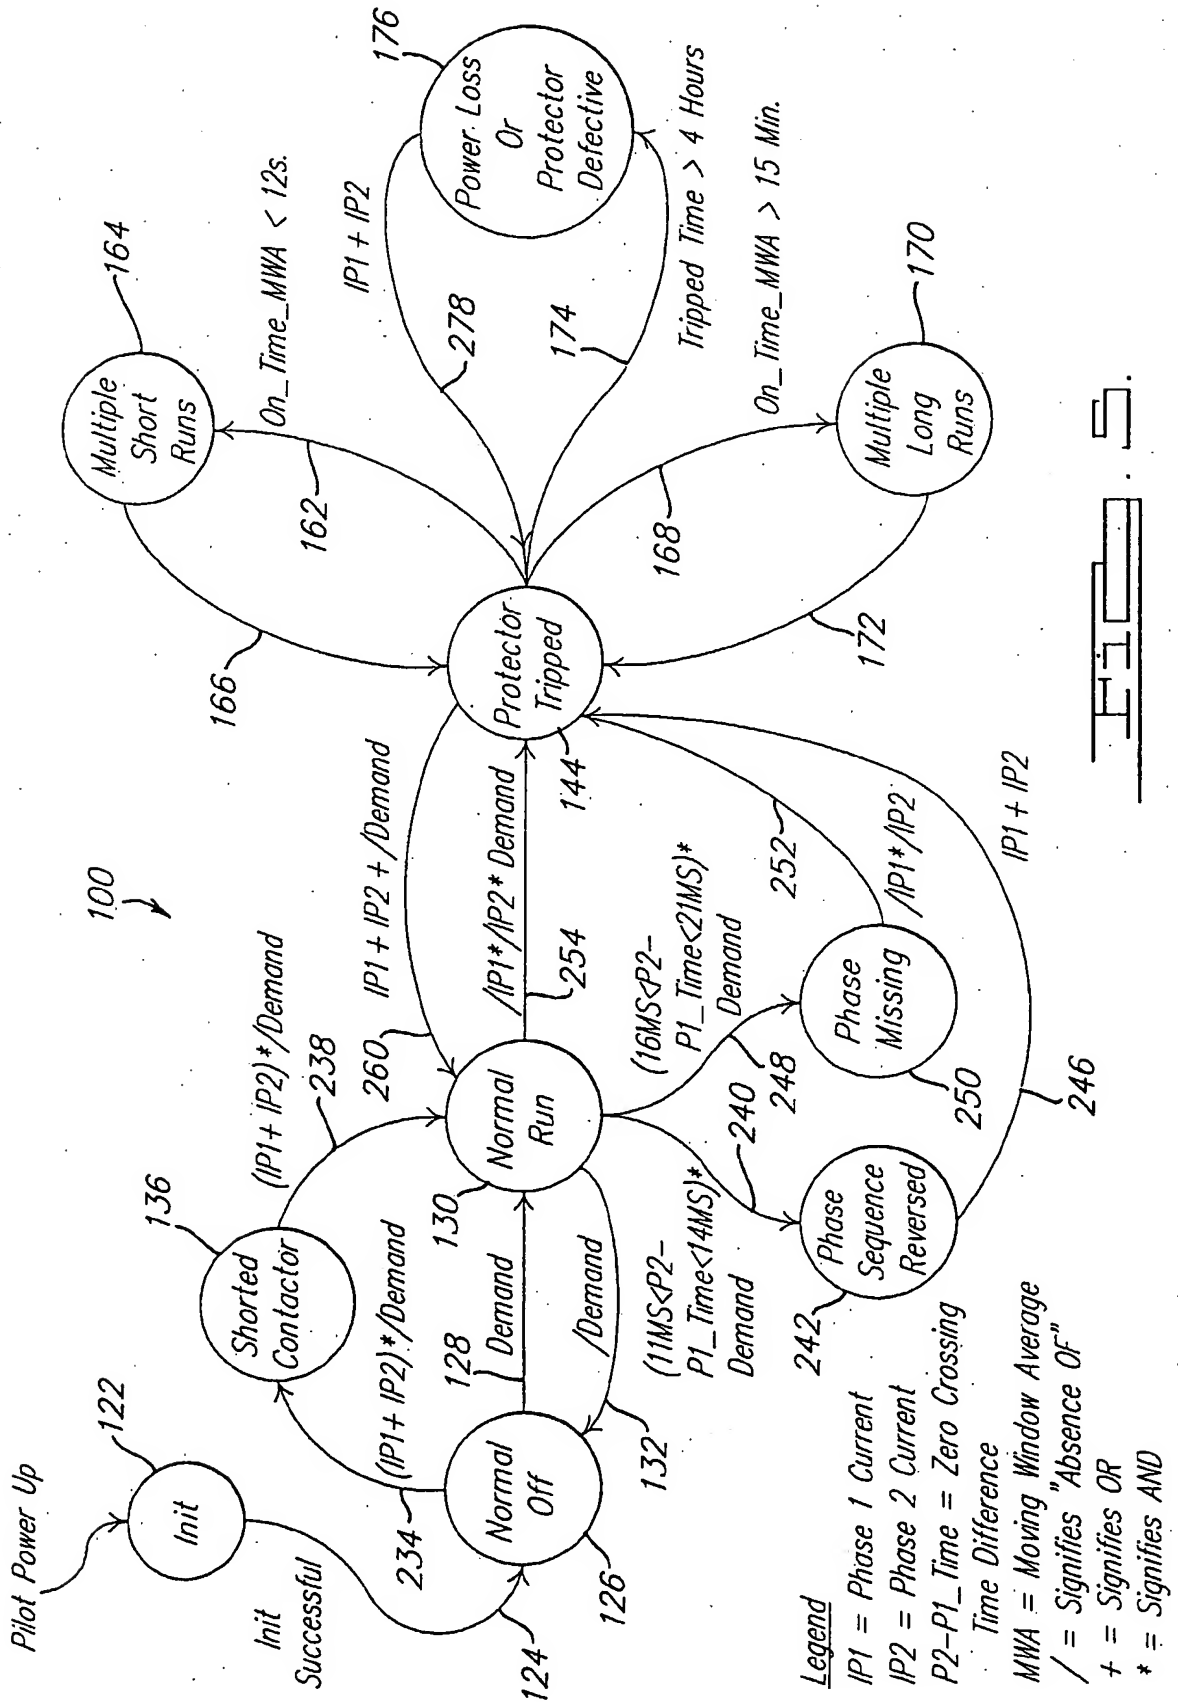 Pilot Power Up
122
Init
Init
Successful
124
100
136
Shorted
Contactor
(IP1+ IP2)*/Demand
238
234
(IP1+ IP2)*/Demand
Normal
Off
126
128
Demand
/Demand
132
130
Normal
Run
260
IP1 + IP2 + /Demand
/IP1*/IP2* Demand
254
144
Protector
Tripped
166
162
164
Multiple
Short
Runs
On_Time_MWA < 12s.
IP1 + IP2
278
176
Power Loss
Or
Protector
Defective
174
Tripped Time > 4 Hours
168
On_Time_MWA > 15 Min.
170
Multiple
Long
Runs
172
(11MS<P2-
P1_Time<14MS)*
Demand
240
242
Phase
Sequence
Reversed
246
IP1 + IP2
(16MS<P2-
P1_Time<21MS)*
Demand
248
250
Phase
Missing
252
/IP1*/IP2
Legend
IP1 = Phase 1 Current
IP2 = Phase 2 Current
P2-P1_Time = Zero Crossing
Time Difference
MWA = Moving Window Average
/ = Signifies "Absence OF"
+ = Signifies OR
* = Signifies AND
Fig. 5.